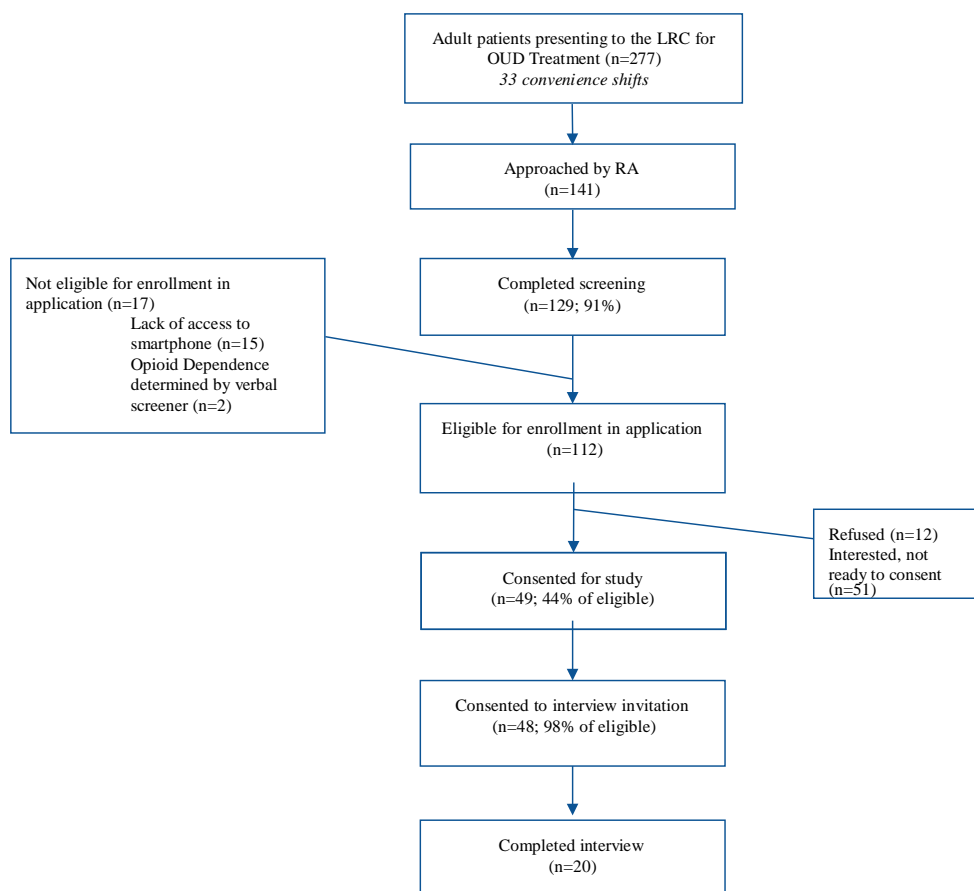 Adult patients presenting to the LRC for
OUD Treatment (n=277)
33 convenience shifts
Approached by RA
(n=141)
Completed screening
(n=129; 91%)
Not eligible for enrollment in
application (n=17)
Lack of access to
smartphone (n=15)
Opioid Dependence
determined by verbal
screener (n=2)
Eligible for enrollment in application
(n=112)
Refused (n=12)
Interested, not
ready to consent
(n=51)
Consented for study
(n=49; 44% of eligible)
Consented to interview invitation
(n=48; 98% of eligible)
Completed interview
(n=20)